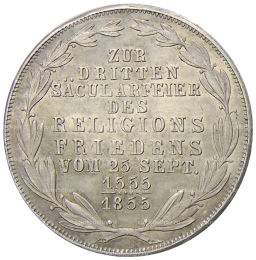 ZUR
DRITTEN
SÄCULARFEIER
DES
RELIGIONS
FRIEDENS
VOM 25 SEPT.
1555
1855